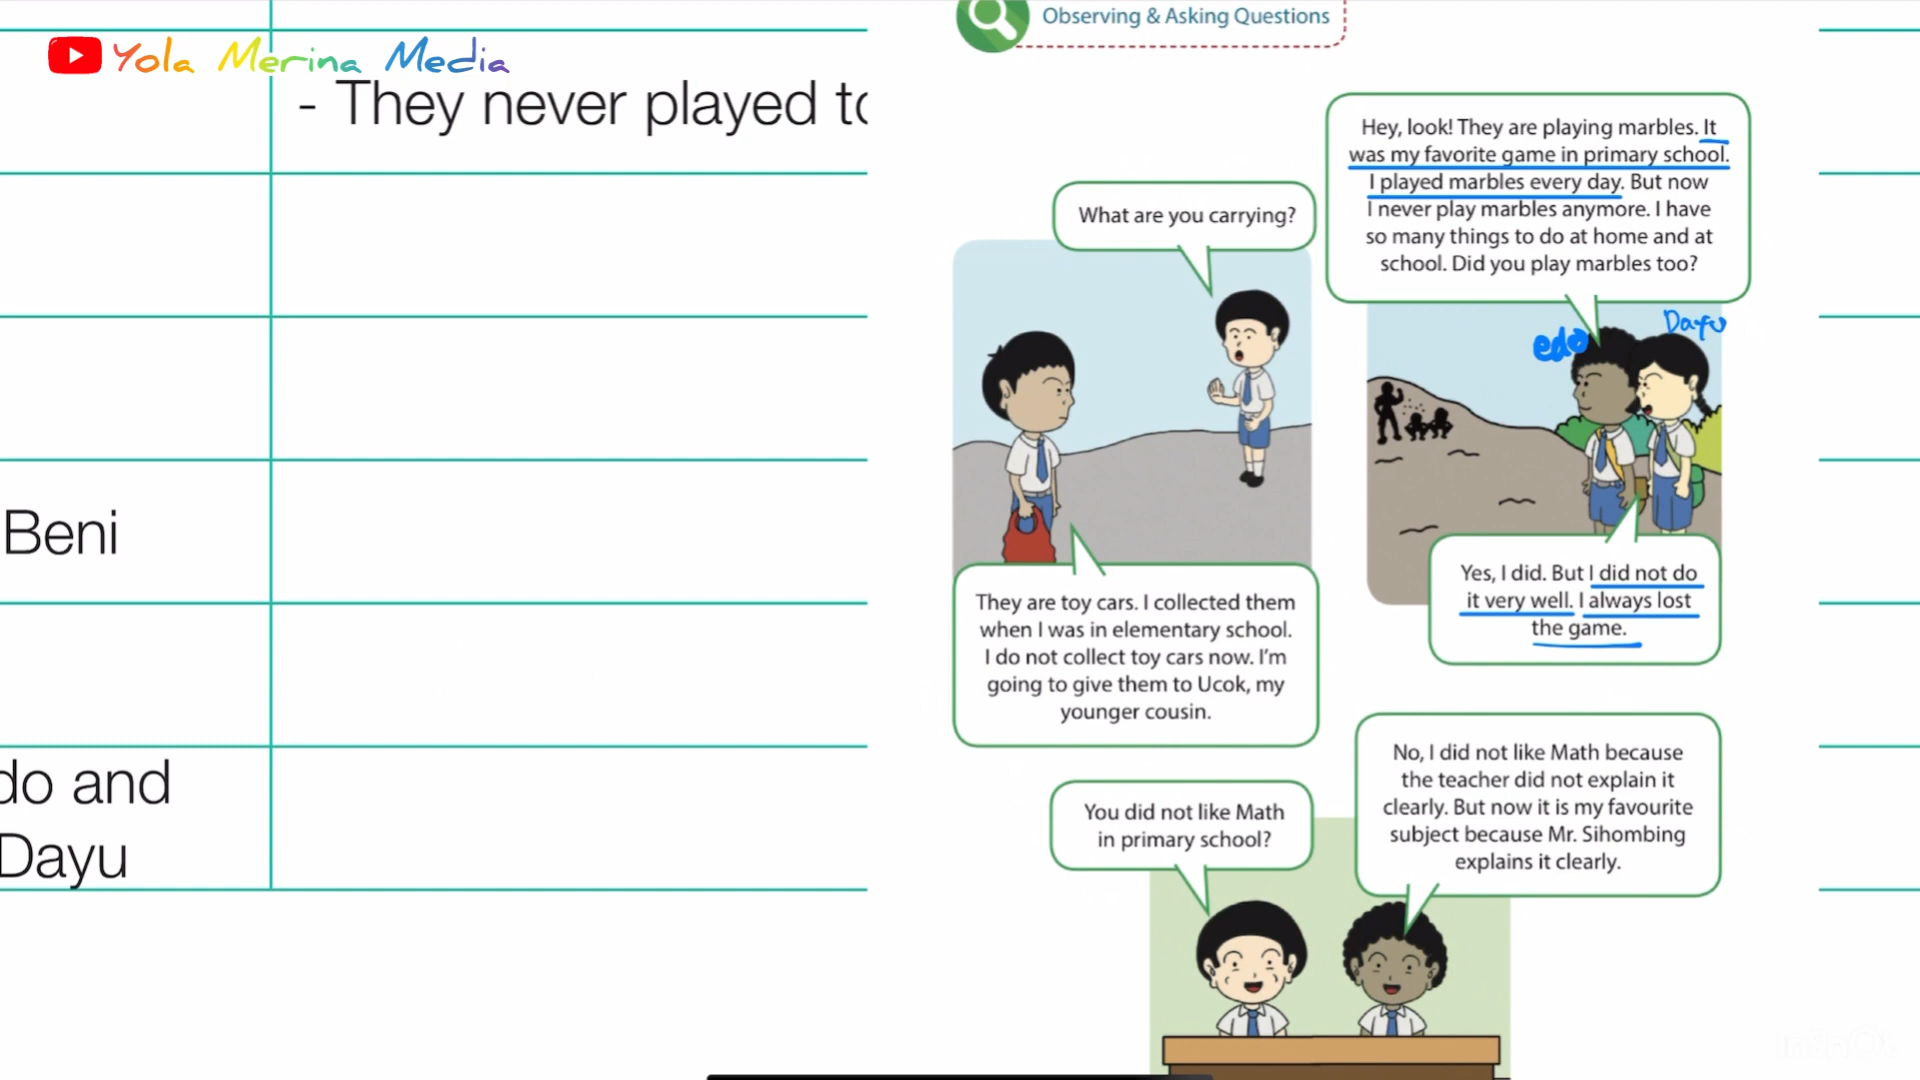 Yola Merina Media
- They never played to
Beni
do and
Dayu
Observing & Asking Questions
What are you carrying?
They are toy cars. I collected them
when I was in elementary school.
I do not collect toy cars now. I'm
going to give them to Ucok, my
younger cousin.
Hey, look! They are playing marbles. It
was my favorite game in primary school.
I played marbles every day. But now
I never play marbles anymore. I have
so many things to do at home and at
school. Did you play marbles too?
edo
Dayu
Yes, I did. But I did not do
it very well. I always lost
the game.
You did not like Math
in primary school?
No, I did not like Math because
the teacher did not explain it
clearly. But now it is my favourite
subject because Mr. Sihombing
explains it clearly.